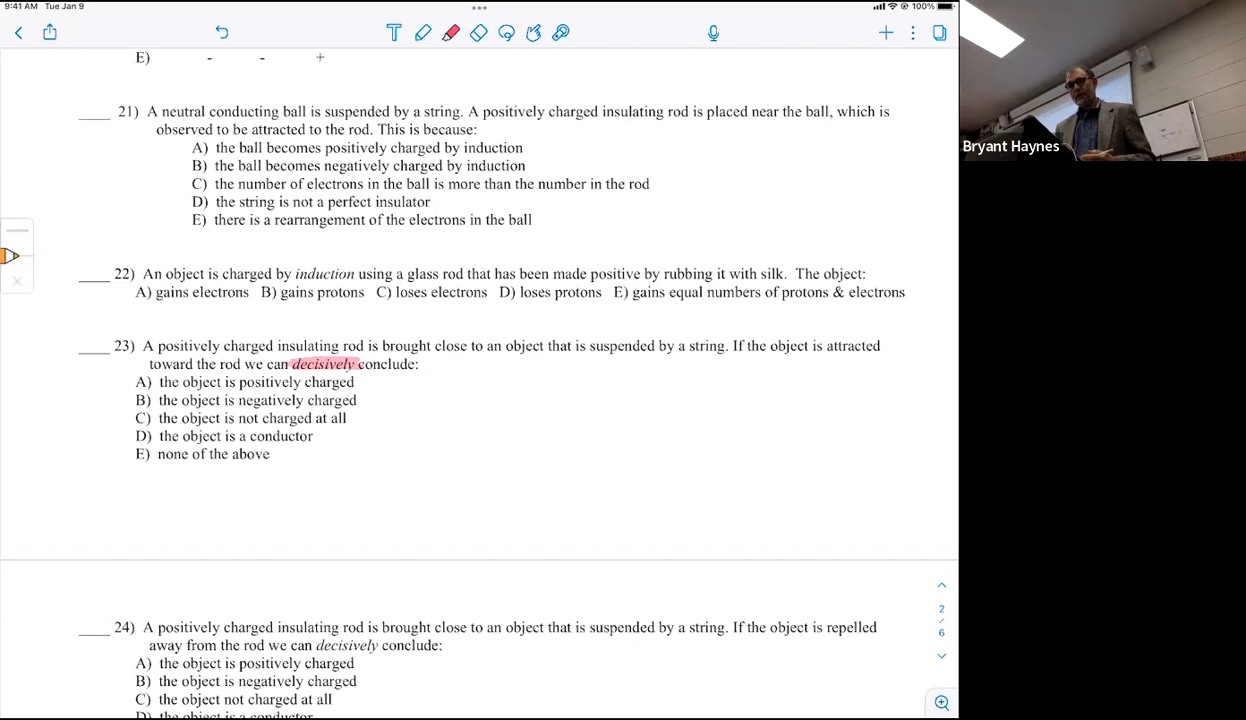 9:41 AM Tue Jan 9
100%
E) - - +
____ 21) A neutral conducting ball is suspended by a string. A positively charged insulating rod is placed near the ball, which is
observed to be attracted to the rod. This is because:
A) the ball becomes positively charged by induction
B) the ball becomes negatively charged by induction
C) the number of electrons in the ball is more than the number in the rod
D) the string is not a perfect insulator
E) there is a rearrangement of the electrons in the ball
____ 22) An object is charged by induction using a glass rod that has been made positive by rubbing it with silk. The object:
A) gains electrons B) gains protons C) loses electrons D) loses protons E) gains equal numbers of protons & electrons
____ 23) A positively charged insulating rod is brought close to an object that is suspended by a string. If the object is attracted
toward the rod we can decisively conclude:
A) the object is positively charged
B) the object is negatively charged
C) the object is not charged at all
D) the object is a conductor
E) none of the above
____ 24) A positively charged insulating rod is brought close to an object that is suspended by a string. If the object is repelled
away from the rod we can decisively conclude:
A) the object is positively charged
B) the object is negatively charged
C) the object not charged at all
D) the object is a conductor
2
/
6
Bryant Haynes